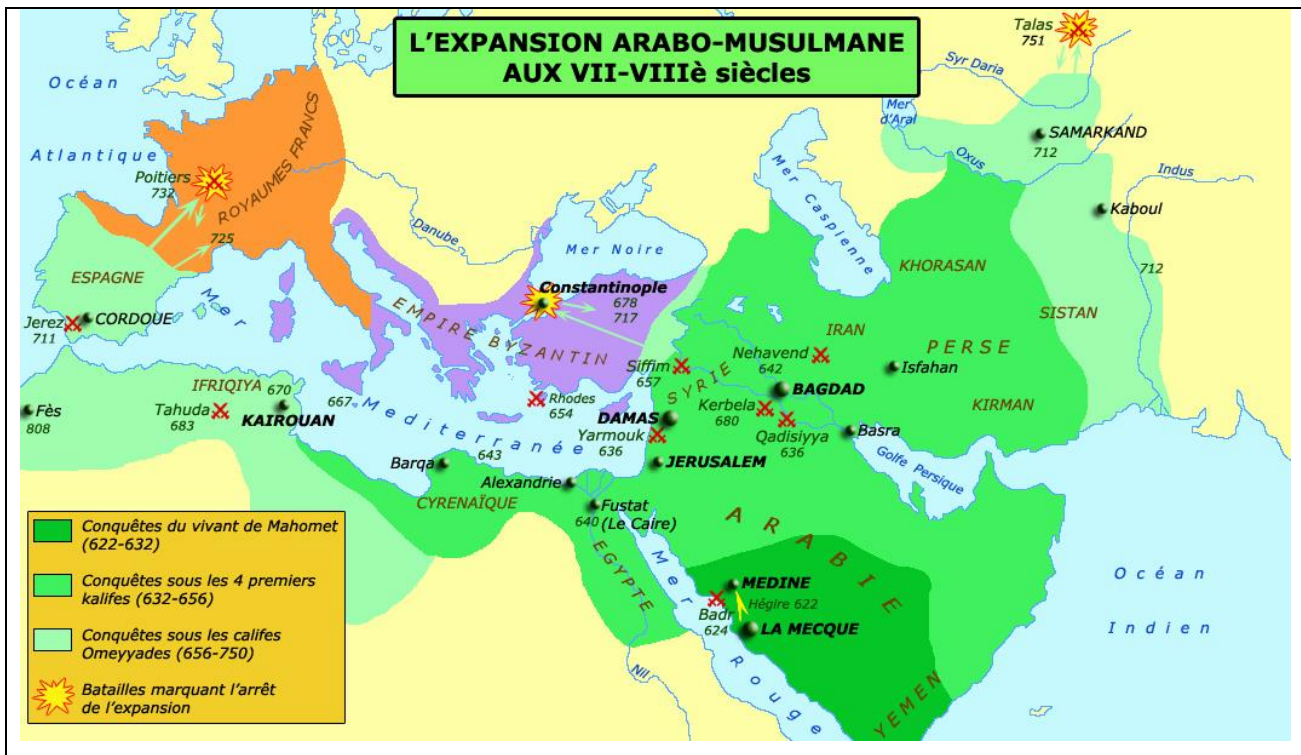 L'EXPANSION ARABO-MUSULMANE
AUX VII-VIIIè siècles
Océan
Atlantique
Talas
751
Syr Daria
Mer
d'Aral
SAMARKAND
712
Oxus
Indus
Kaboul
712
Poitiers
732
ROYAUMES FRANCS
725
Danube
Mer Noire
Mer Caspienne
ESPAGNE
CORDOUE
Jerez
711
Mer
Mediterranée
Constantinople
678
717
EMPIRE BYZANTIN
KHORASAN
SISTAN
IRAN
PERSE
Nehavend
642
Isfahan
KIRMAN
Siffim
657
SYRIE
BAGDAD
IFRIQIYA
670
667
Fès
808
Tahuda
683
KAIROUAN
Rhodes
654
DAMAS
Yarmouk
636
Kerbela
680
Qadisiyya
636
Basra
Golfe Persique
Barqa
643
JERUSALEM
CYRENAÏQUE
Alexandrie
Fustat
(Le Caire)
640
EGYPTE
ARABIE
Mer Rouge
MEDINE
Hégire 622
Badr
624
LA MECQUE
YEMEN
Nil
Océan
Indien
Conquêtes du vivant de Mahomet
(622-632)
Conquêtes sous les 4 premiers
kalifes (632-656)
Conquêtes sous les califes
Omeyyades (656-750)
Batailles marquant l'arrêt
de l'expansion